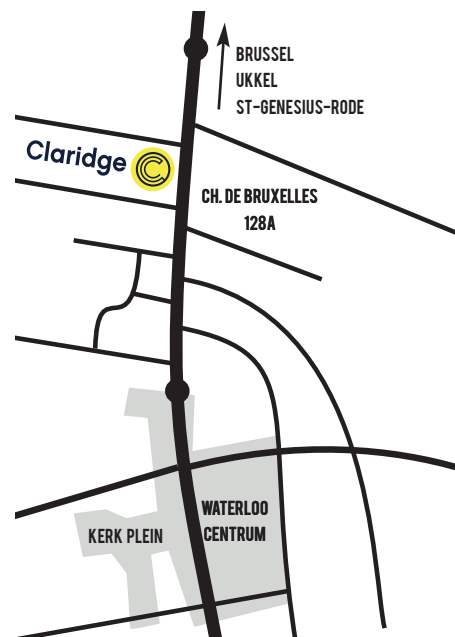 BRUSSEL
UKKEL
ST-GENESIUS-RODE
Claridge
CH. DE BRUXELLES
128A
WATERLOO
CENTRUM
KERK PLEIN